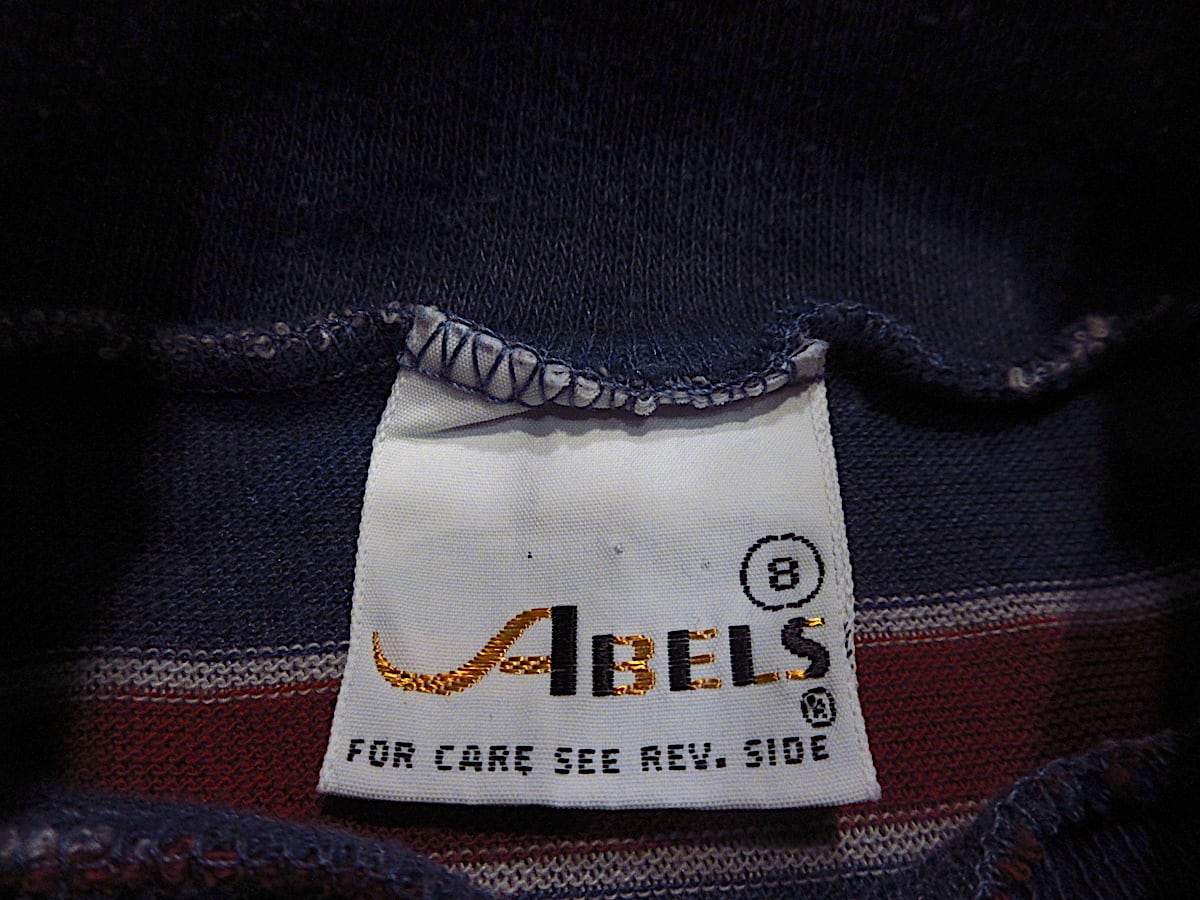 8
ABELS
®
FOR CARE SEE REV. SIDE